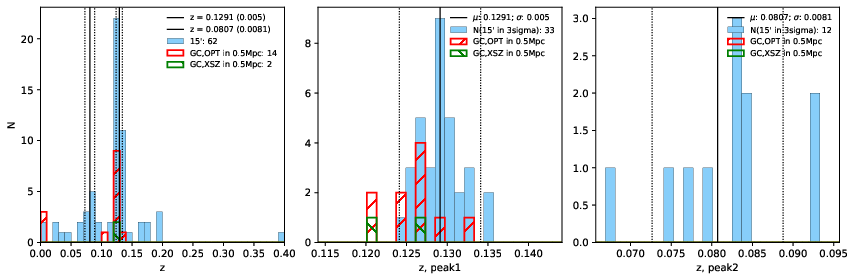 z = 0.1291 (0.005)
z = 0.0807 (0.0081)
15': 62
GC,OPT in 0.5Mpc: 14
GC,XSZ in 0.5Mpc: 2
N
20
15
10
5
0
0.00 0.05 0.10 0.15 0.20 0.25 0.30 0.35 0.40
z
μ: 0.1291; σ: 0.005
N(15' in 3sigma): 33
GC,OPT in 0.5Mpc
GC,XSZ in 0.5Mpc
8
6
4
2
0
0.115 0.120 0.125 0.130 0.135 0.140
z, peak1
μ: 0.0807; σ: 0.0081
N(15' in 3sigma): 12
GC,OPT in 0.5Mpc
GC,XSZ in 0.5Mpc
3.0
2.5
2.0
1.5
1.0
0.5
0.0
0.070 0.075 0.080 0.085 0.090 0.095
z, peak2